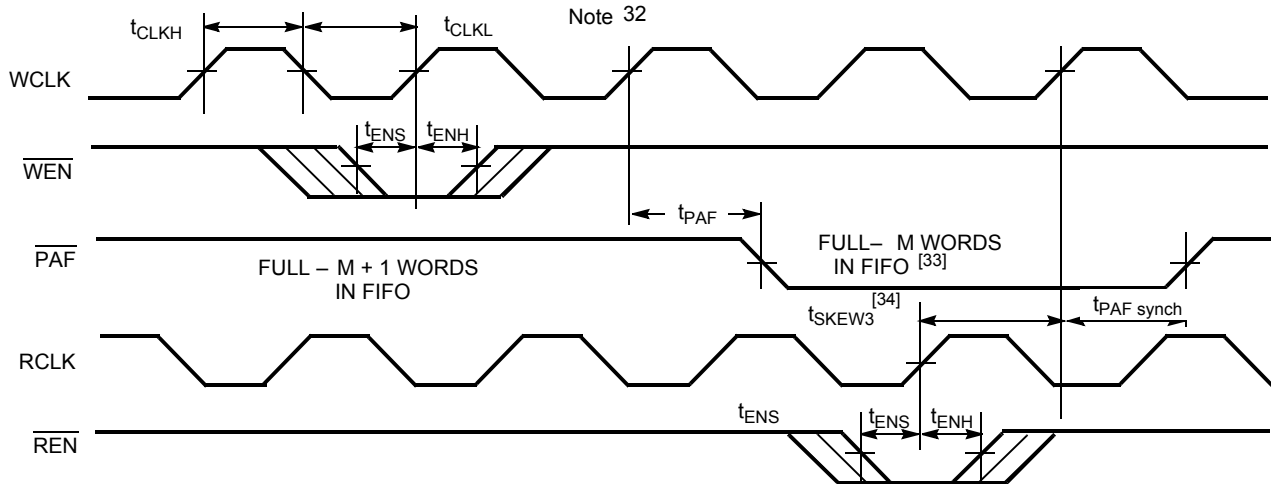 Note 32
tCLKH
tCLKL
WCLK
tENS
tENH
WEN
tPAF
PAF
FULL – M + 1 WORDS
IN FIFO
FULL– M WORDS
IN FIFO [33]
tSKEW3 [34]
tPAF synch
RCLK
tENS
tENS
tENH
REN